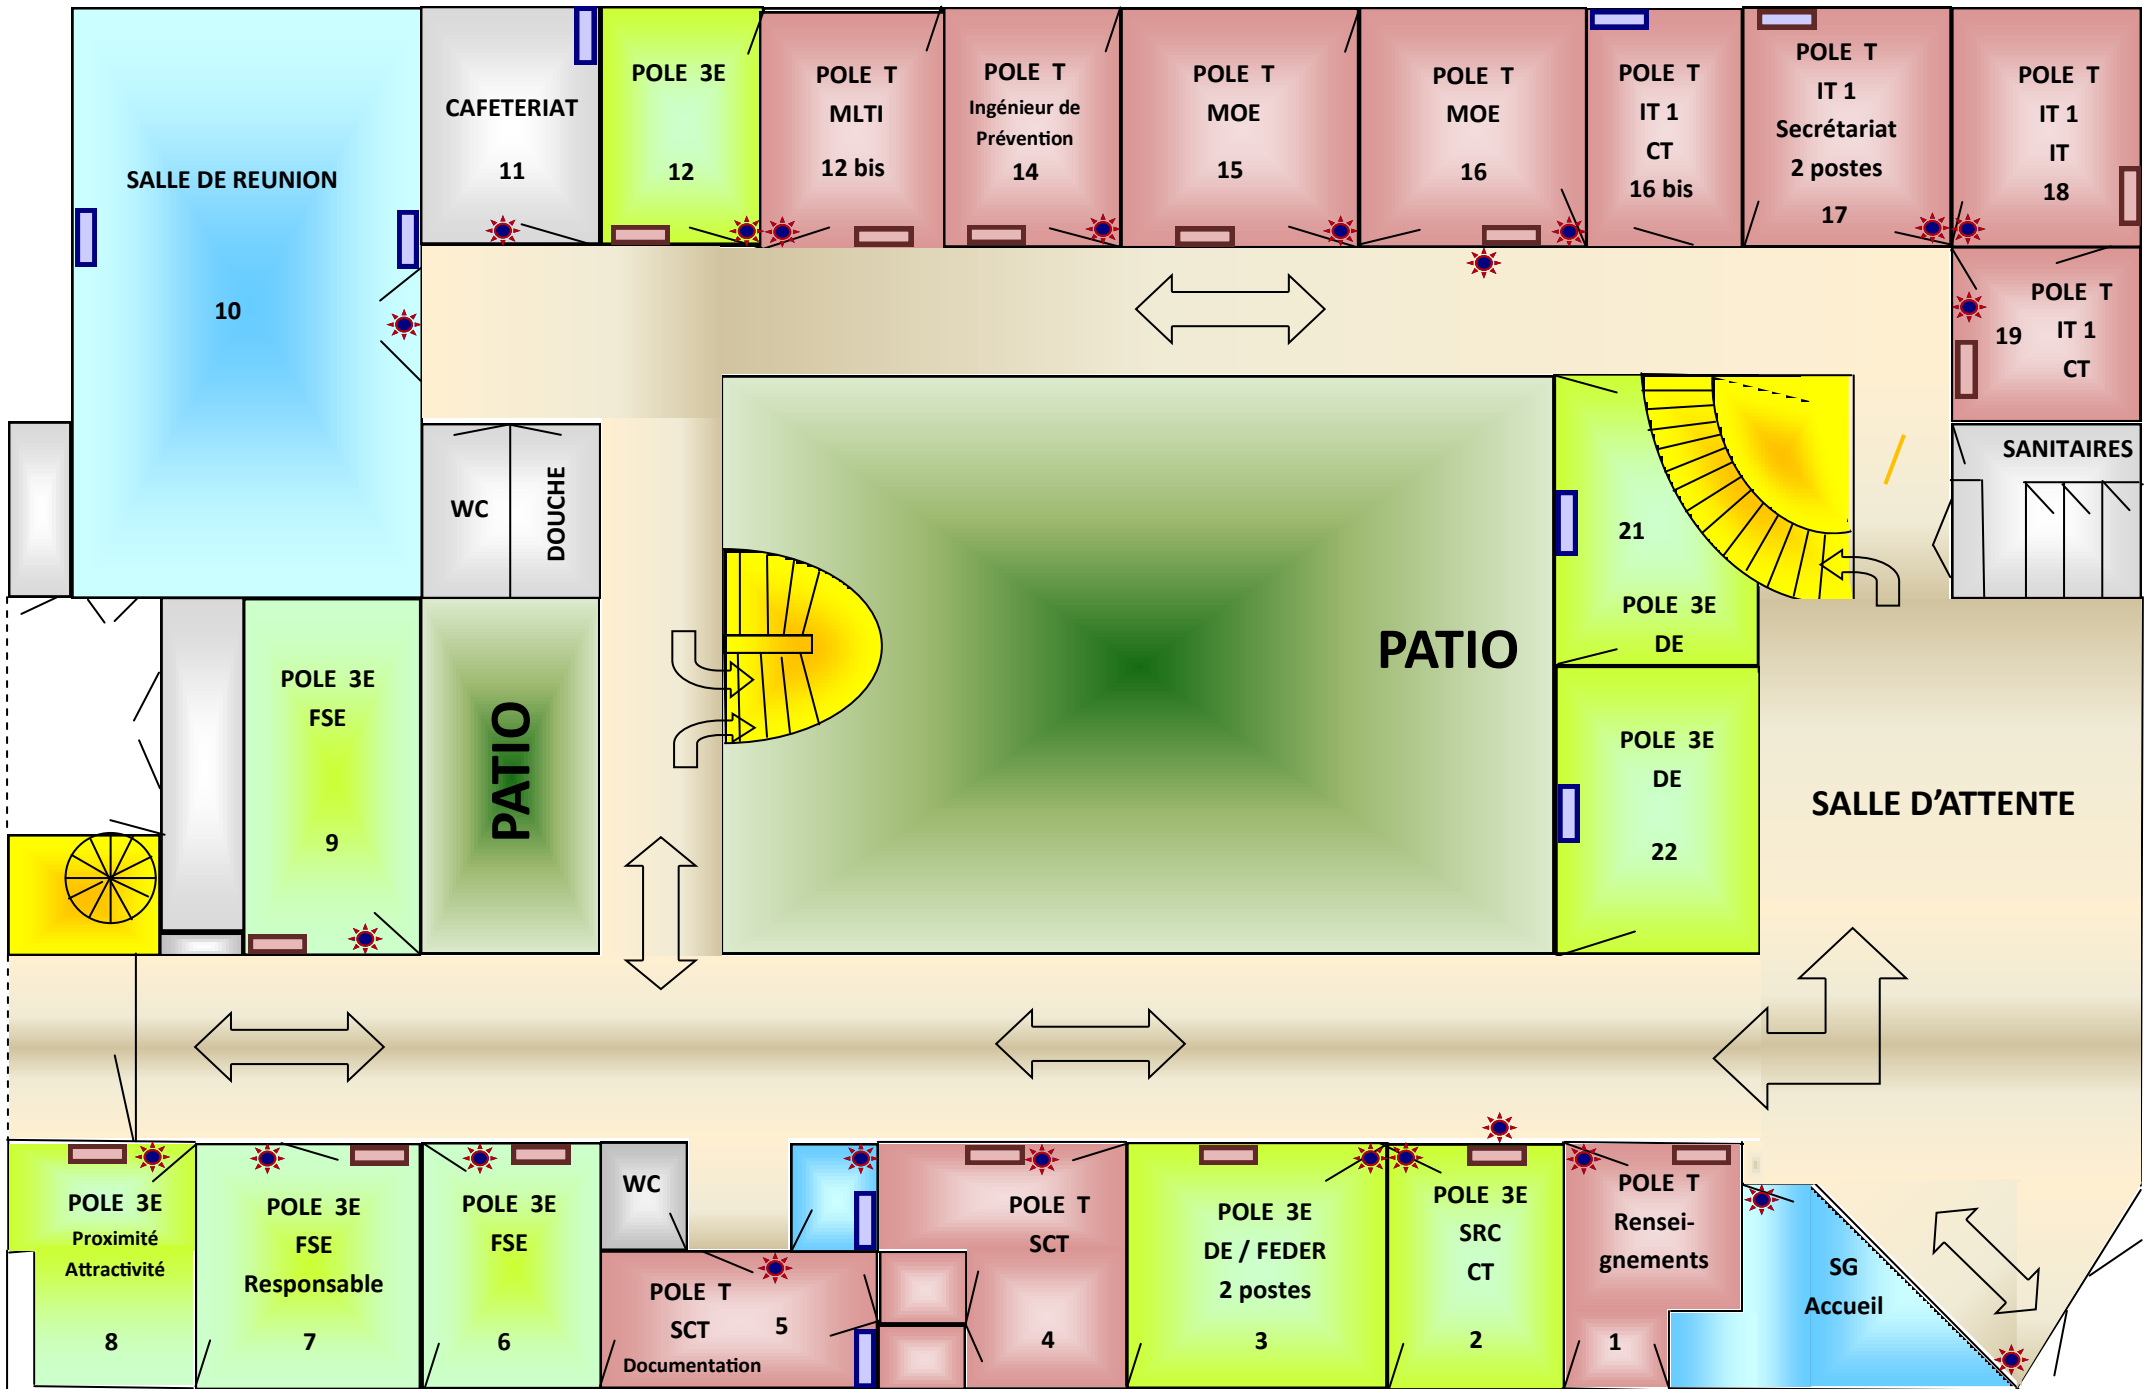 SALLE DE REUNION
10
CAFETERIAT
11
POLE 3E
12
POLE T
MLTI
12 bis
POLE T
Ingénieur de
Prévention
14
POLE T
MOE
15
POLE T
MOE
16
POLE T
IT 1
CT
16 bis
POLE T
IT 1
Secrétariat
2 postes
17
POLE T
IT 1
IT
18
POLE T
19 IT 1
CT
SANITAIRES
WC
DOUCHE
21
POLE 3E
DE
PATIO
POLE 3E
FSE
9
PATIO
POLE 3E
DE
22
SALLE D’ATTENTE
POLE 3E
Proximité
Attractivité
8
POLE 3E
FSE
Responsable
7
POLE 3E
FSE
6
WC
POLE T
SCT 5
Documentation
POLE T
SCT
4
POLE 3E
DE / FEDER
2 postes
3
POLE 3E
SRC
CT
2
POLE T
Rensei-
gnements
1
SG
Accueil